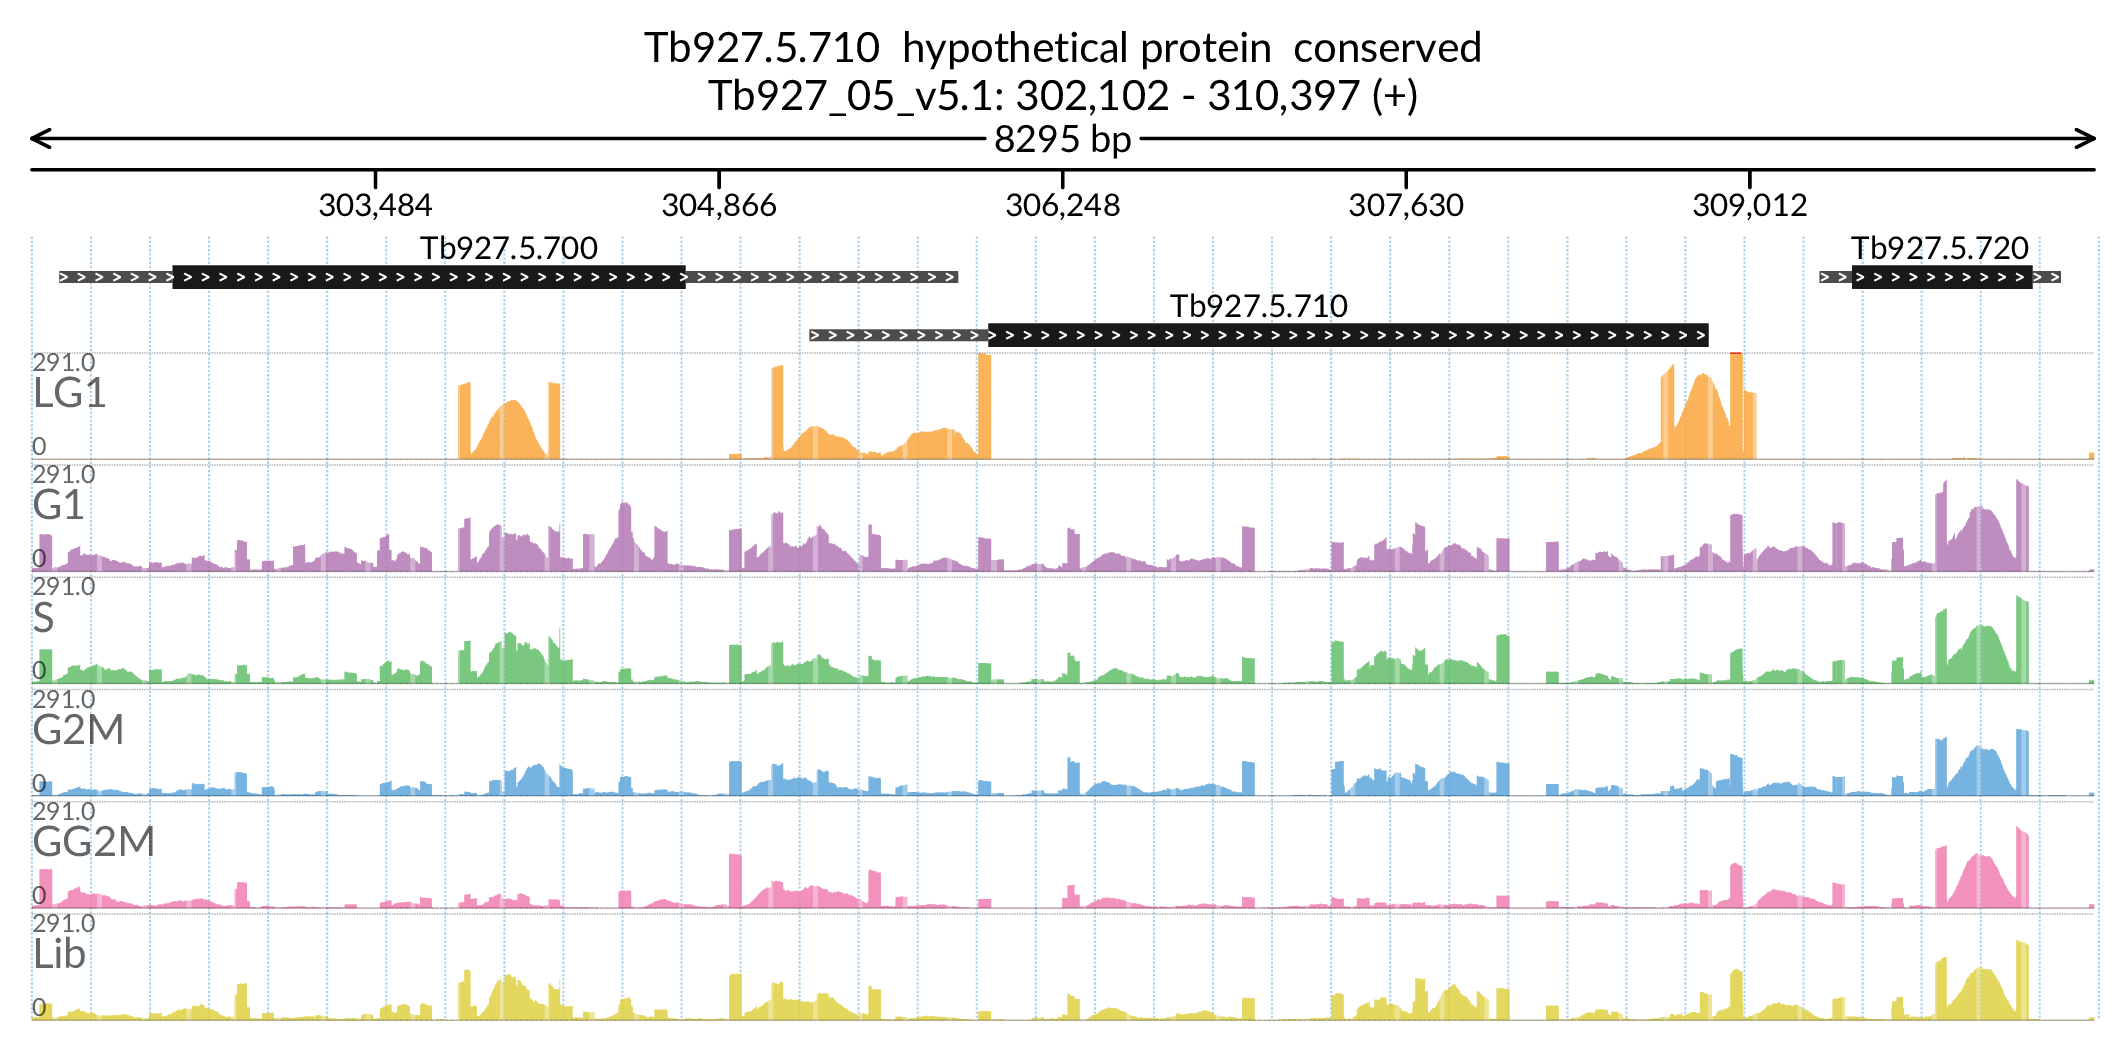 Tb927.5.710  hypothetical protein  conserved
Tb927_05_v5.1: 302,102 - 310,397 (+)
8295 bp
303,484 304,866 306,248 307,630 309,012
Tb927.5.700 Tb927.5.720
Tb927.5.710
291.0
LG1
0
291.0
G1
0
291.0
S
0
291.0
G2M
0
291.0
GG2M
0
291.0
Lib
0